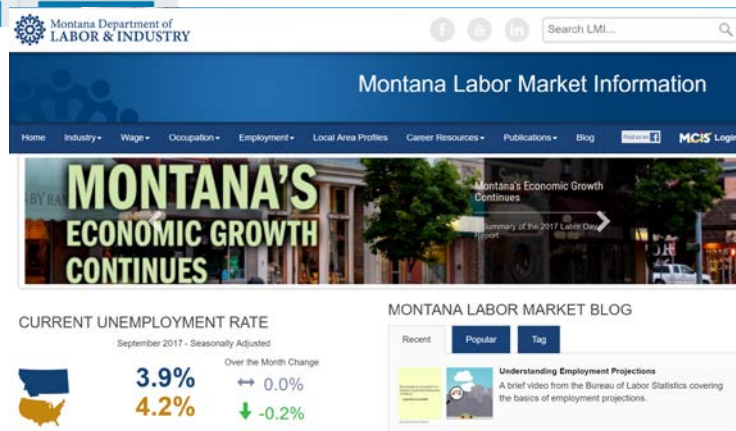 Montana Department of
LABOR & INDUSTRY
Search LMI...
Montana Labor Market Information
Home Industry Wage Occupation Employment Local Area Profiles Career Resources Publications Blog Find us on f MCIS Login
MONTANA'S
ECONOMIC GROWTH
CONTINUES
Montana's Economic Growth
Continues
Summary of the 2017 Labor Day
Report
CURRENT UNEMPLOYMENT RATE
September 2017 - Seasonally Adjusted
Over the Month Change
3.9% ↔ 0.0%
4.2% -0.2%
MONTANA LABOR MARKET BLOG
Recent Popular Tag
Understanding Employment Projections
A brief video from the Bureau of Labor Statistics covering
the basics of employment projections.